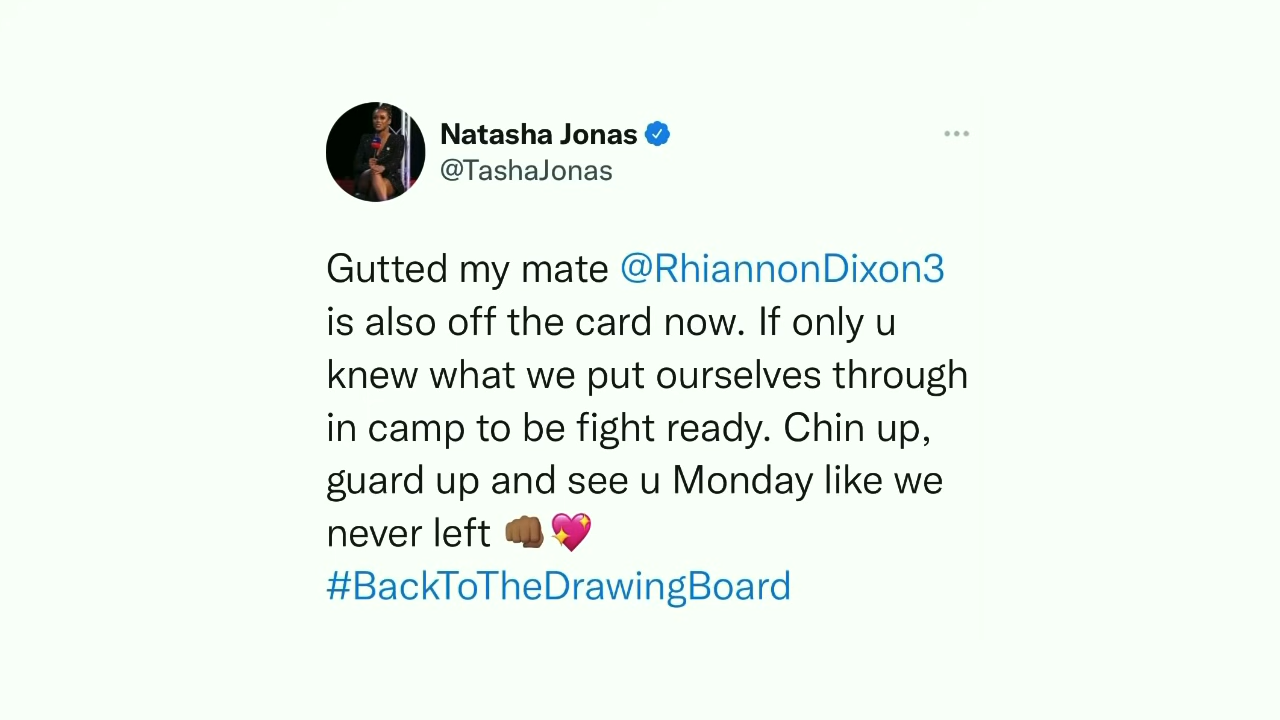 Natasha Jonas
@TashaJonas
Gutted my mate @RhiannonDixon3
is also off the card now. If only u
knew what we put ourselves through
in camp to be fight ready. Chin up,
guard up and see u Monday like we
never left 👊🏾💖
#BackToTheDrawingBoard